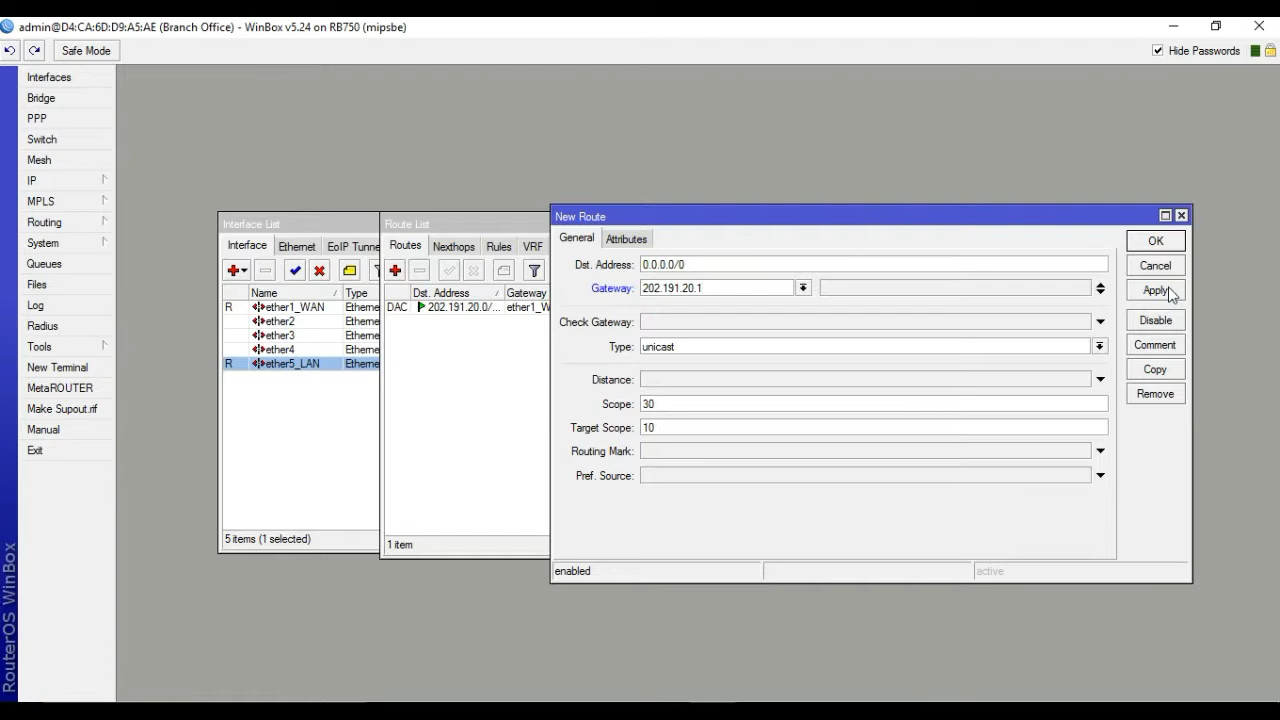 admin@D4:CA:6D:D9:A5:AE (Branch Office) - WinBox v5.24 on RB750 (mipsbe)
Safe Mode
Hide Passwords
Interfaces
Bridge
PPP
Switch
Mesh
IP
MPLS
Routing
System
Queues
Files
Log
Radius
Tools
New Terminal
MetaROUTER
Make Supout.rif
Manual
Exit
RouterOS WinBox
Interface List
Interface Ethernet EoIP Tunne
Name Type
R ether1_WAN Etherne
ether2 Etherne
ether3 Etherne
ether4 Etherne
R ether5_LAN Etherne
5 items (1 selected)
Route List
Routes Nexthops Rules VRF
Dst. Address Gateway
DAC 202.191.20.0/... ether1_W
1 item
New Route
General Attributes
Dst. Address: 0.0.0.0/0
Gateway: 202.191.20.1
Check Gateway:
Type: unicast
Distance:
Scope: 30
Target Scope: 10
Routing Mark:
Pref. Source:
enabled
active
OK
Cancel
Apply
Disable
Comment
Copy
Remove